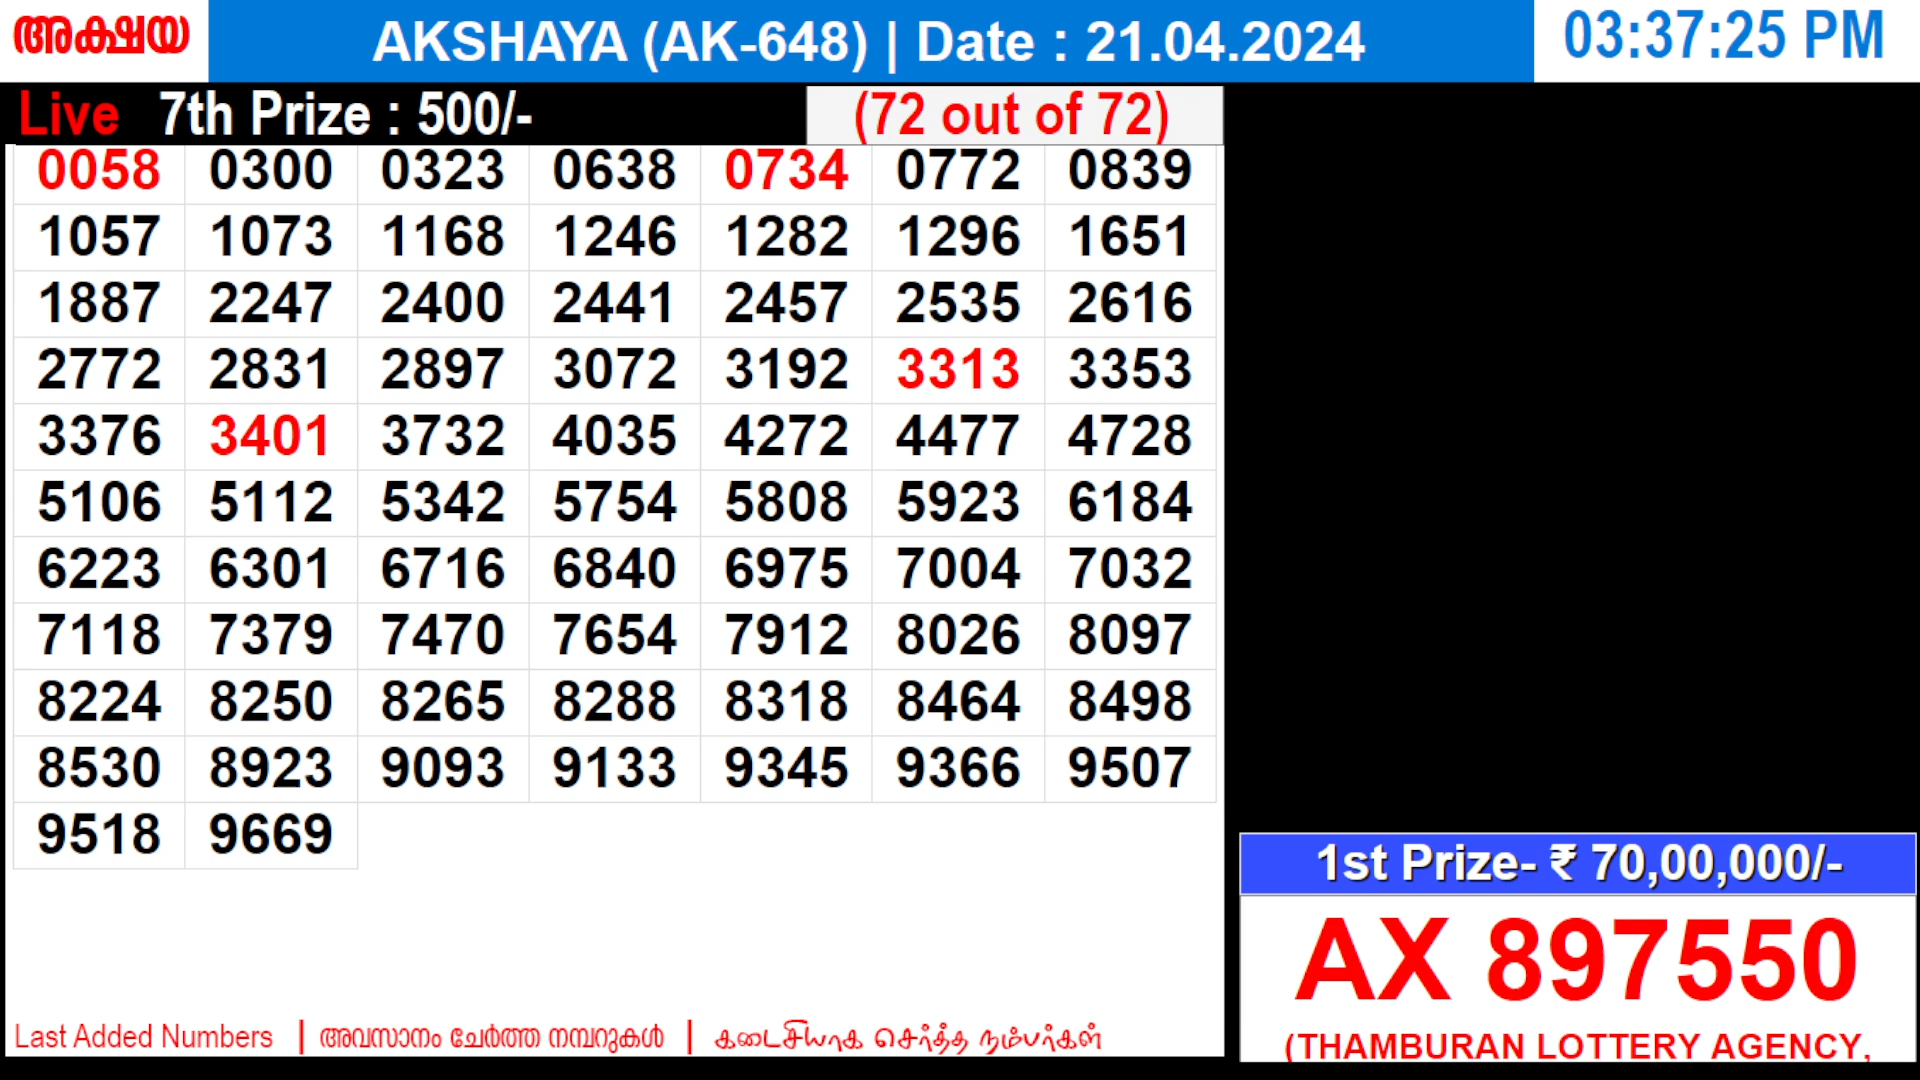 അക്ഷയ
AKSHAYA (AK-648) | Date : 21.04.2024
03:37:25 PM
Live 7th Prize : 500/- (72 out of 72)
0058 0300 0323 0638 0734 0772 0839
1057 1073 1168 1246 1282 1296 1651
1887 2247 2400 2441 2457 2535 2616
2772 2831 2897 3072 3192 3313 3353
3376 3401 3732 4035 4272 4477 4728
5106 5112 5342 5754 5808 5923 6184
6223 6301 6716 6840 6975 7004 7032
7118 7379 7470 7654 7912 8026 8097
8224 8250 8265 8288 8318 8464 8498
8530 8923 9093 9133 9345 9366 9507
9518 9669
Last Added Numbers | അവസാനം ചേർത്ത നമ്പറുകൾ | கடைசியாக சேர்த்த நம்பர்கள்
1st Prize- ₹ 70,00,000/-
AX 897550
(THAMBURAN LOTTERY AGENCY,